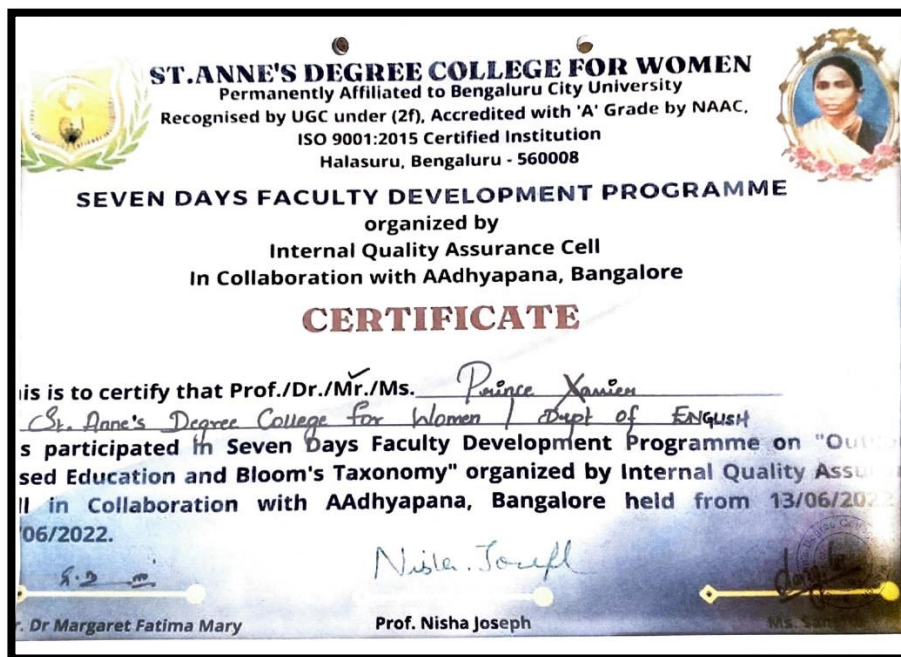 ST.ANNE'S DEGREE COLLEGE FOR WOMEN
Permanently Affiliated to Bengaluru City University
Recognised by UGC under (2f), Accredited with 'A' Grade by NAAC,
ISO 9001:2015 Certified Institution
Halasuru, Bengaluru - 560008
SEVEN DAYS FACULTY DEVELOPMENT PROGRAMME
organized by
Internal Quality Assurance Cell
In Collaboration with AAdhyapana, Bangalore
CERTIFICATE
is is to certify that Prof./Dr./Mr./Ms. Prince Xavier
St. Anne's Degree College for Women / Dept of ENGLISH
s participated in Seven Days Faculty Development Programme on "Out
sed Education and Bloom's Taxonomy" organized by Internal Quality Assu
ll in Collaboration with AAdhyapana, Bangalore held from 13/06/2022
/06/2022.
Nisha Joseph
. Dr Margaret Fatima Mary
Prof. Nisha Joseph
Ms.